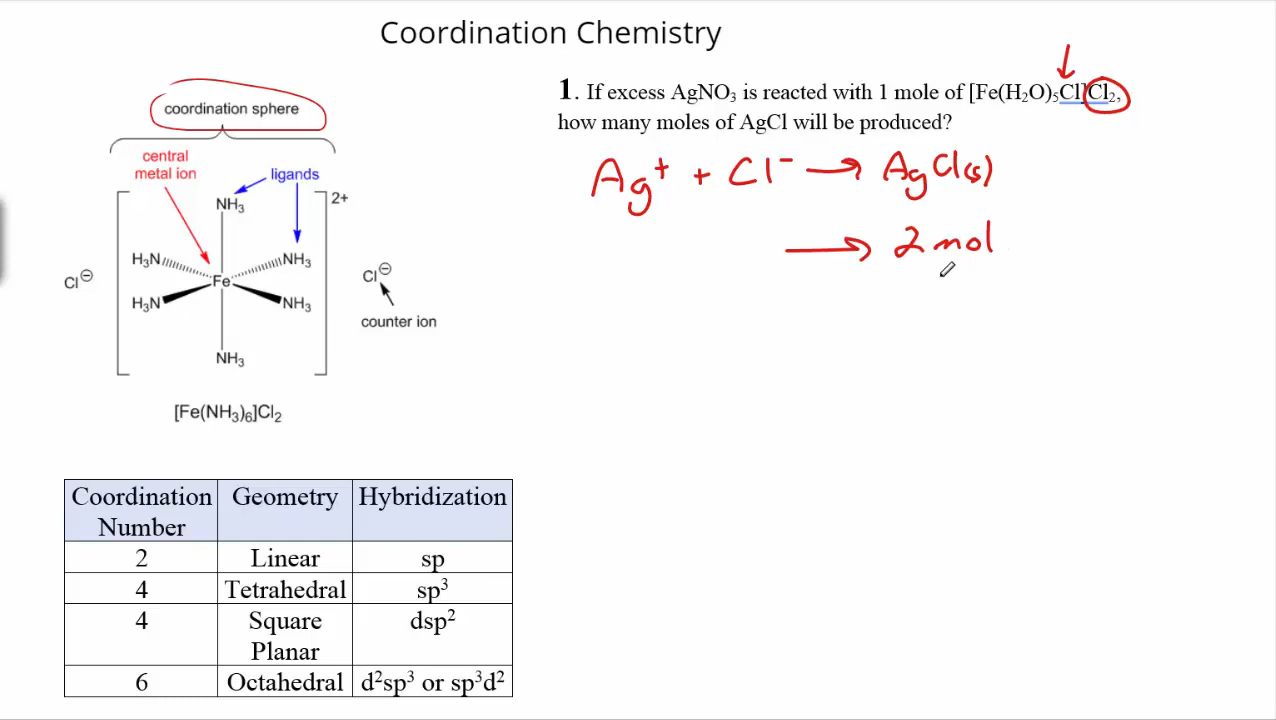 Coordination Chemistry
coordination sphere
central
metal ion
ligands
2+
NH₃
H₃N
NH₃
Fe
H₃N
NH₃
NH₃
Cl⊖
Cl⊖
counter ion
[Fe(NH₃)₆]Cl₂
1. If excess AgNO₃ is reacted with 1 mole of [Fe(H₂O)₅Cl]Cl₂,
how many moles of AgCl will be produced?
Ag⁺ + Cl⁻ → AgCl(s)
→ 2 mol
Coordination Number Geometry Hybridization
2 Linear sp
4 Tetrahedral sp³
4 Square Planar dsp²
6 Octahedral d²sp³ or sp³d²